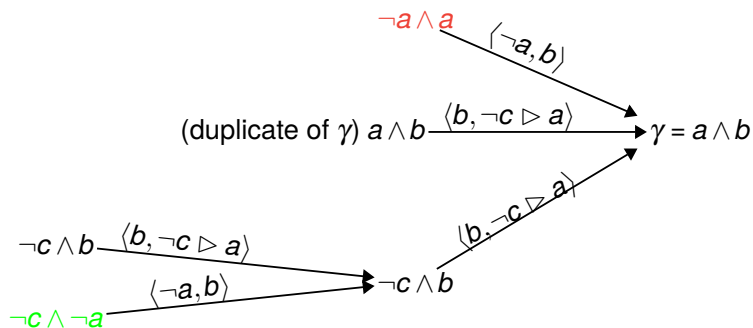 ¬a ∧ a
⟨¬a, b⟩
(duplicate of γ) a ∧ b
⟨b, ¬c ▷ a⟩
γ = a ∧ b
⟨b, ¬c ▷ a⟩
¬c ∧ b
⟨b, ¬c ▷ a⟩
¬c ∧ b
⟨¬a, b⟩
¬c ∧ ¬a